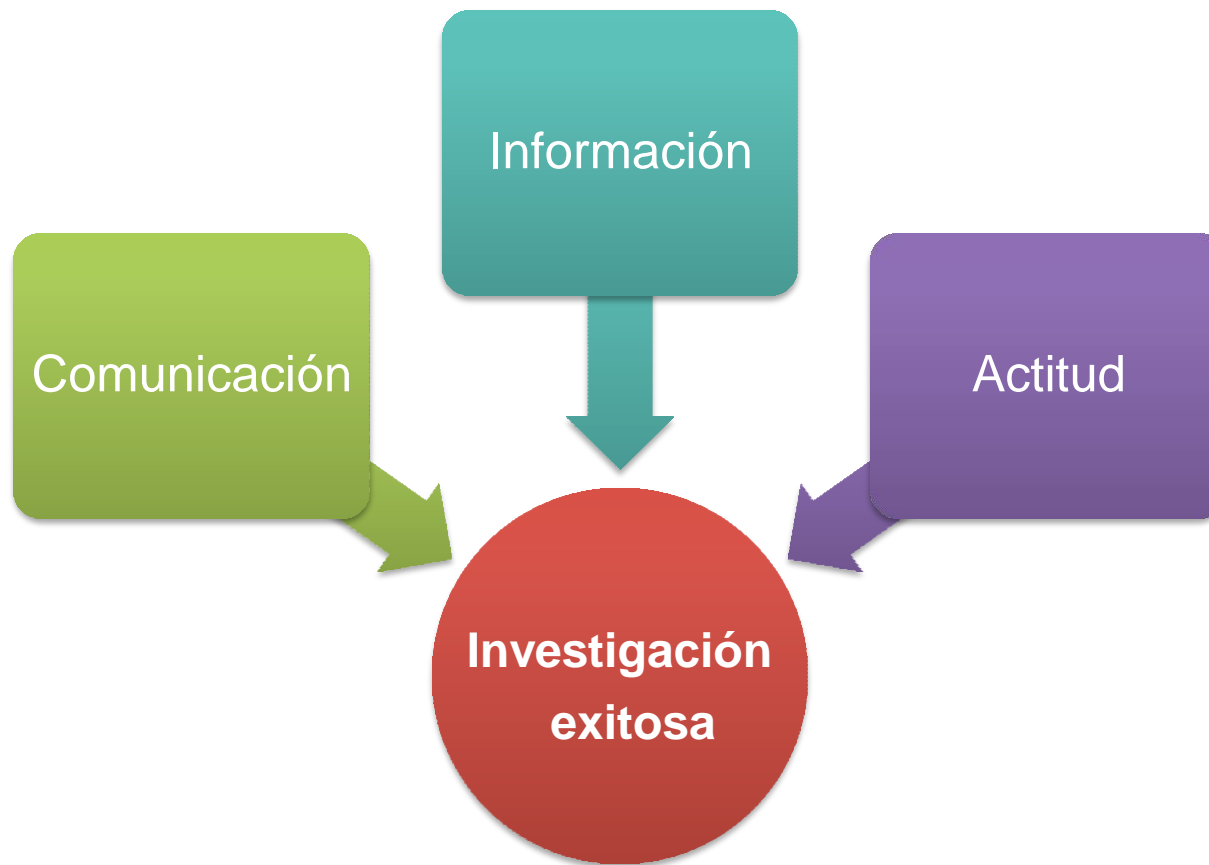 Información
Comunicación
Actitud
Investigación
exitosa